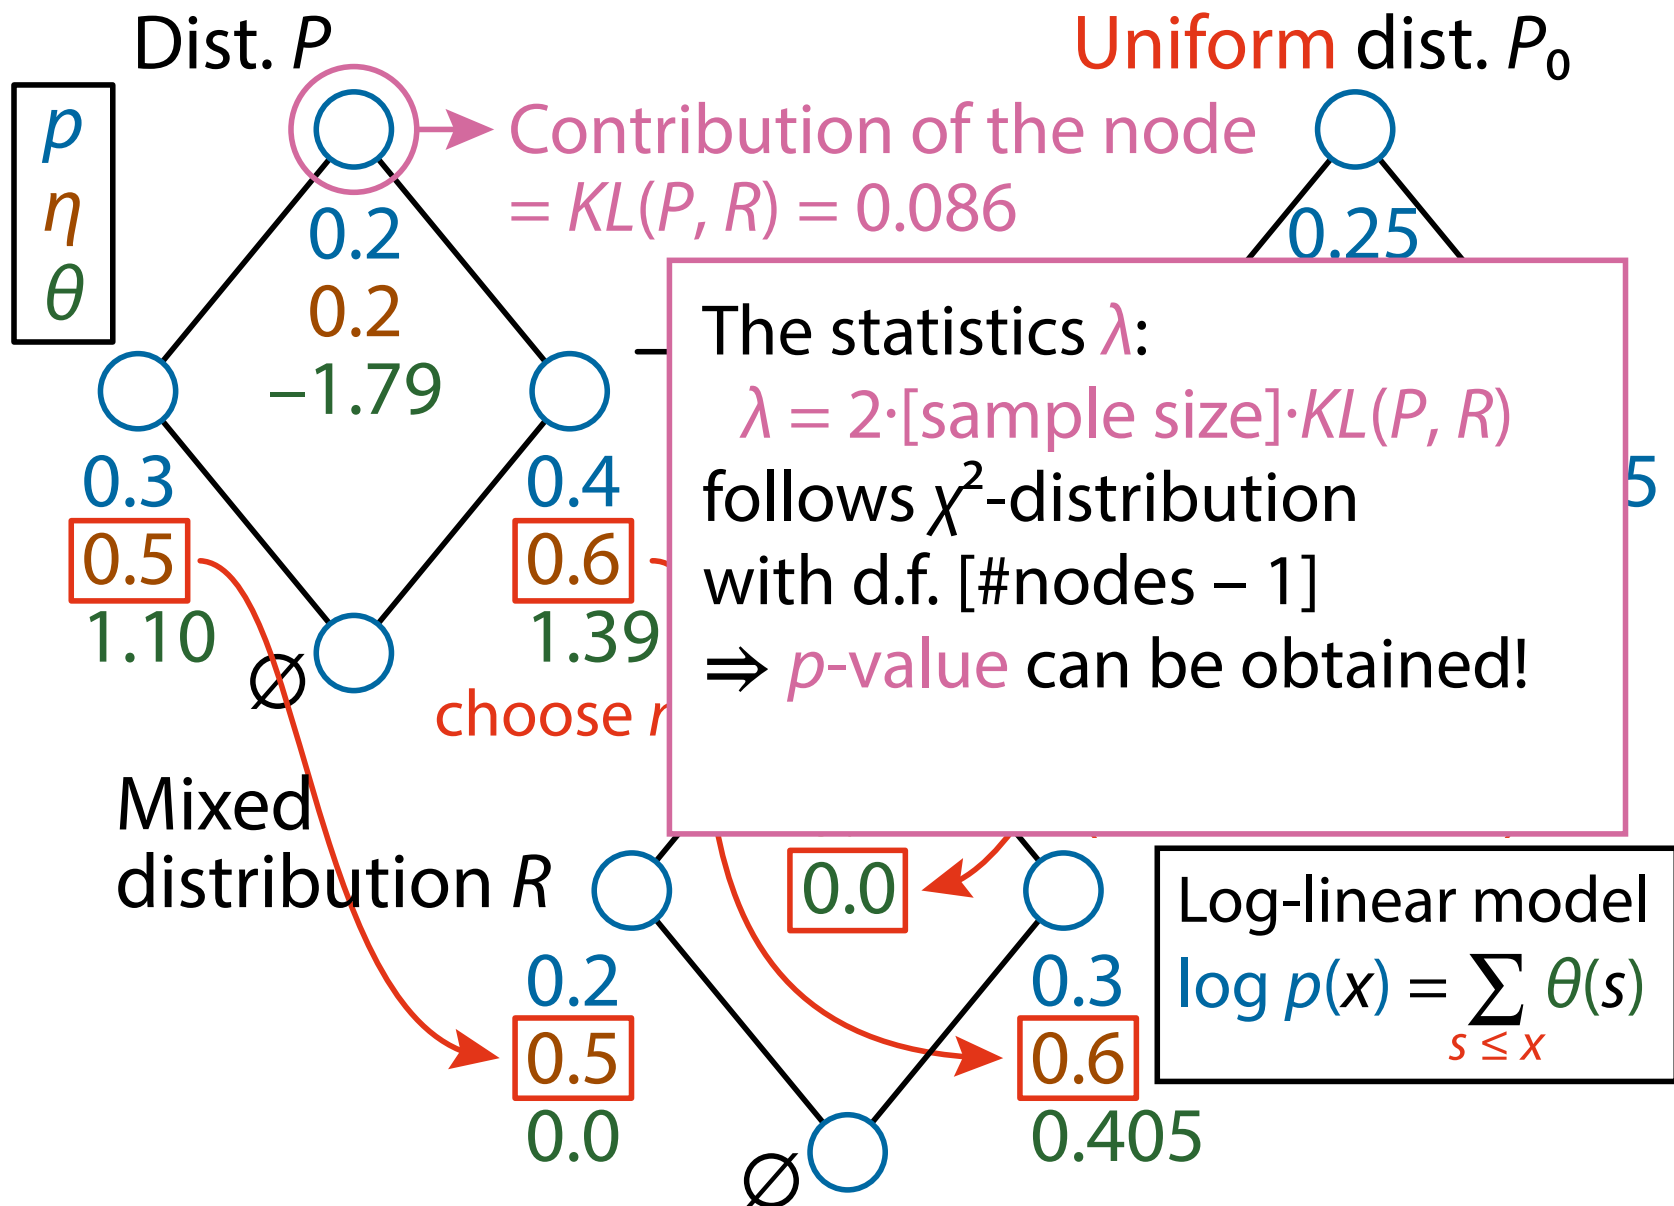 Dist. P
Uniform dist. P₀
p
η
θ
Contribution of the node
= KL(P, R) = 0.086
0.2
0.2
–1.79
0.25
The statistics λ:
λ = 2·[sample size]·KL(P, R)
follows χ²-distribution
with d.f. [#nodes – 1]
⇒ p-value can be obtained!
0.3
0.5
1.10
0.4
0.6
1.39
5
∅
choose
Mixed
distribution R
0.0
0.2
0.5
0.0
0.3
0.6
0.405
∅
Log-linear model
log p(x) = ∑ θ(s)
s ≤ x